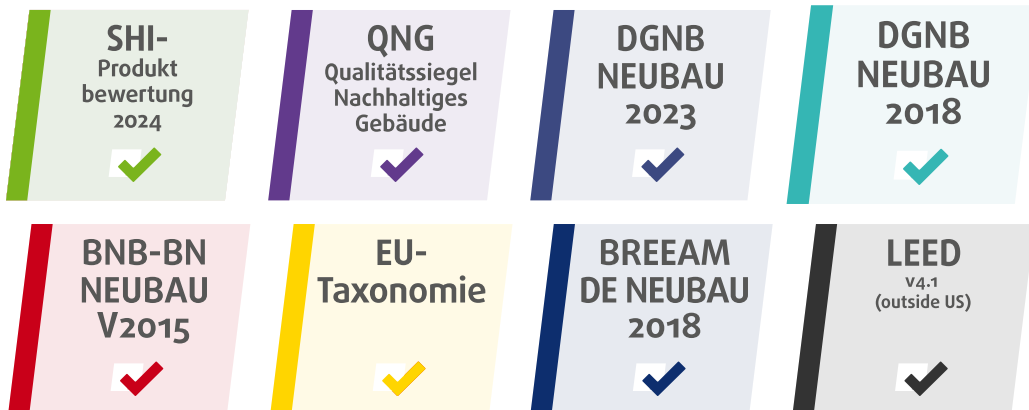 SHI-
Produkt
bewertung
2024
QNG
Qualitätssiegel
Nachhaltiges
Gebäude
DGNB
NEUBAU
2023
DGNB
NEUBAU
2018
BNB-BN
NEUBAU
V2015
EU-
Taxonomie
BREEAM
DE NEUBAU
2018
LEED
v4.1
(outside US)